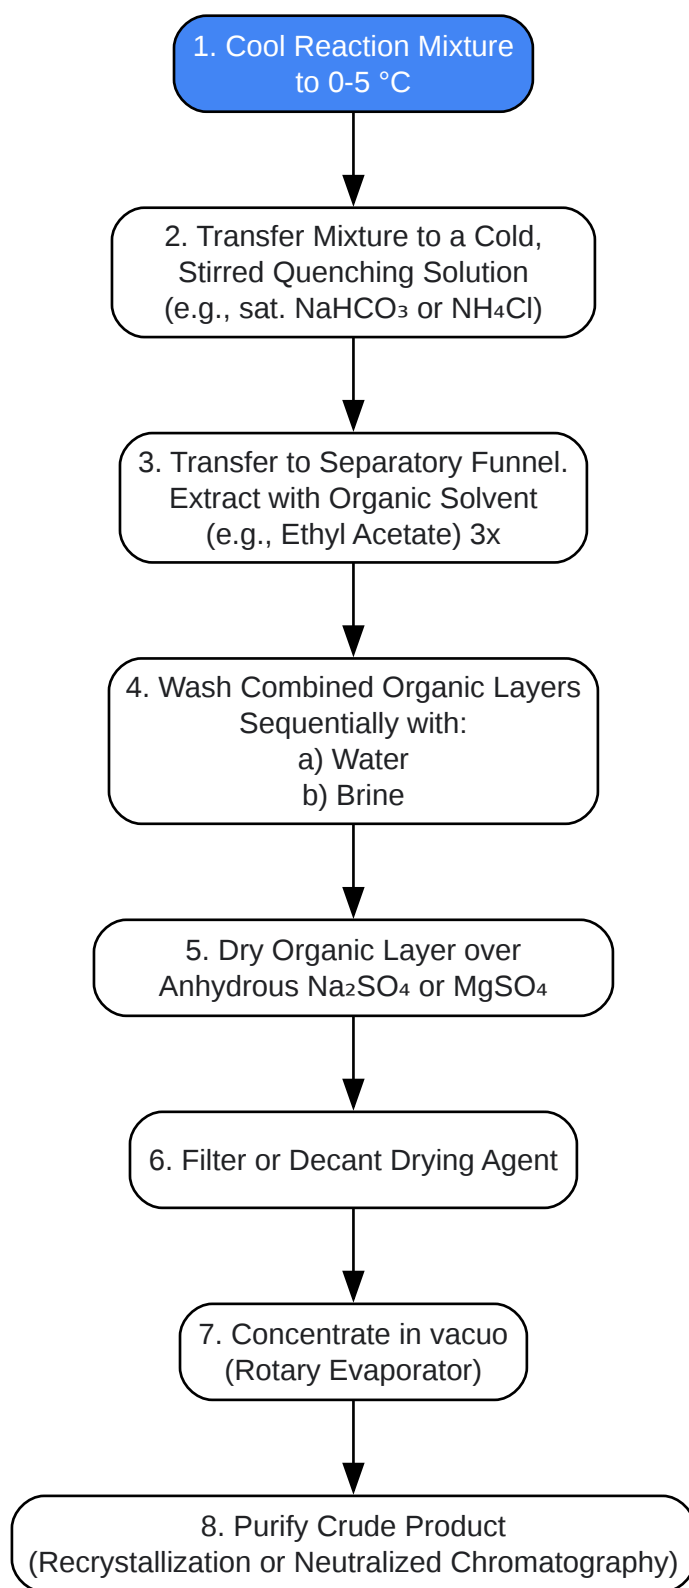 1. Cool Reaction Mixture
to 0-5 °C
2. Transfer Mixture to a Cold,
Stirred Quenching Solution
(e.g., sat. NaHCO₃ or NH₄Cl)
3. Transfer to Separatory Funnel.
Extract with Organic Solvent
(e.g., Ethyl Acetate) 3x
4. Wash Combined Organic Layers
Sequentially with:
a) Water
b) Brine
5. Dry Organic Layer over
Anhydrous Na₂SO₄ or MgSO₄
6. Filter or Decant Drying Agent
7. Concentrate in vacuo
(Rotary Evaporator)
8. Purify Crude Product
(Recrystallization or Neutralized Chromatography)